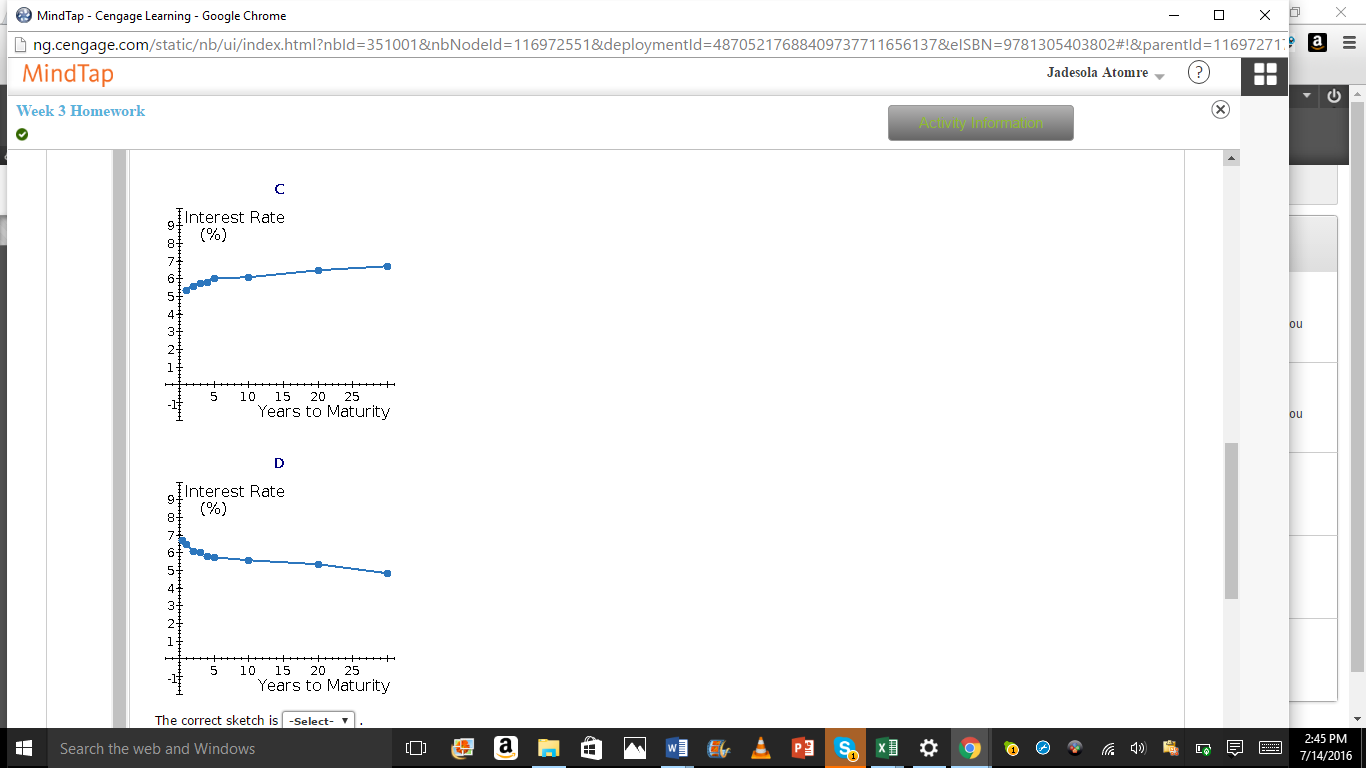 MindTap - Cengage Learning - Google Chrome
ng.cengage.com/static/nb/ui/index.html?nbId=351001&nbNodeId=116972551&deploymentId=4870521768840973771165613​7&eISBN=9781305403802#!&parentId=11697271
MindTap
Jadesola Atomre
?
Week 3 Homework
Activity Information
C
Interest Rate
(%)
9
8
7
6
5
4
3
2
1
-1
5 10 15 20 25
Years to Maturity
D
Interest Rate
(%)
9
8
7
6
5
4
3
2
1
-1
5 10 15 20 25
Years to Maturity
The correct sketch is -Select- .
ou
ou
Search the web and Windows
2:45 PM
7/14/2016